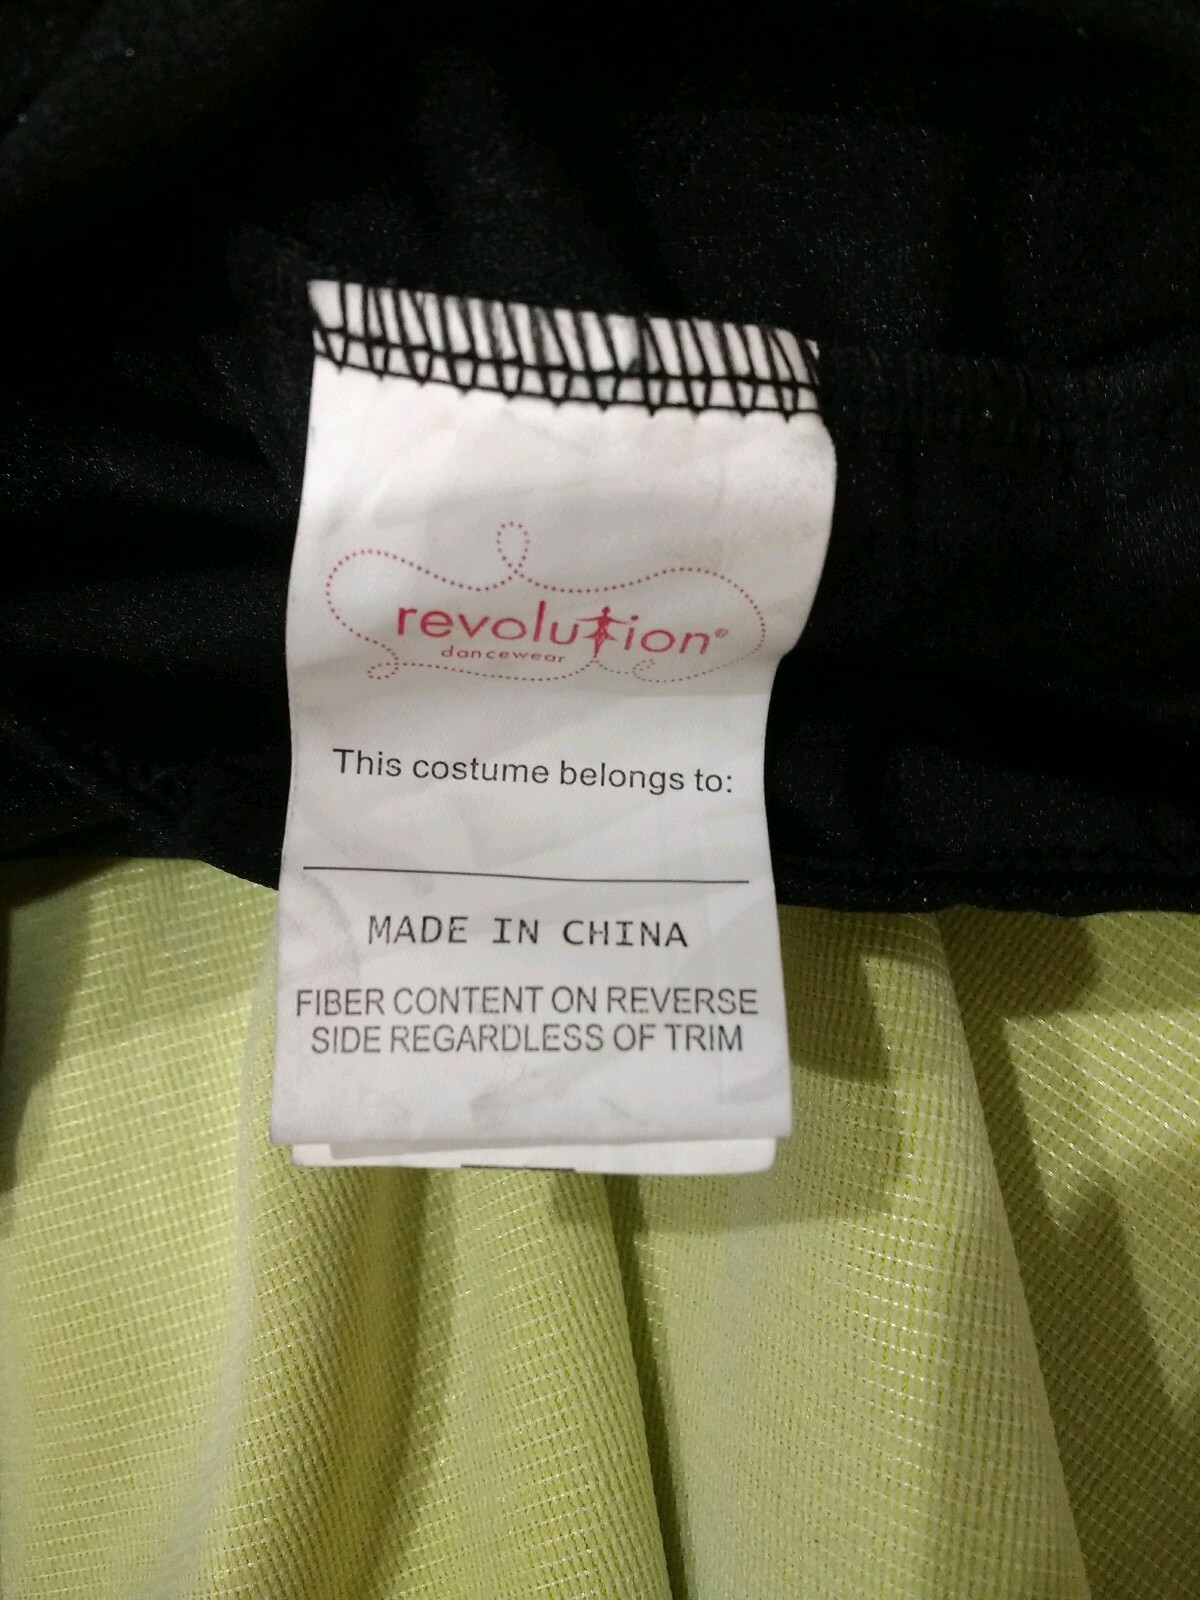 revolution®
dancewear
This costume belongs to:
MADE IN CHINA
FIBER CONTENT ON REVERSE
SIDE REGARDLESS OF TRIM